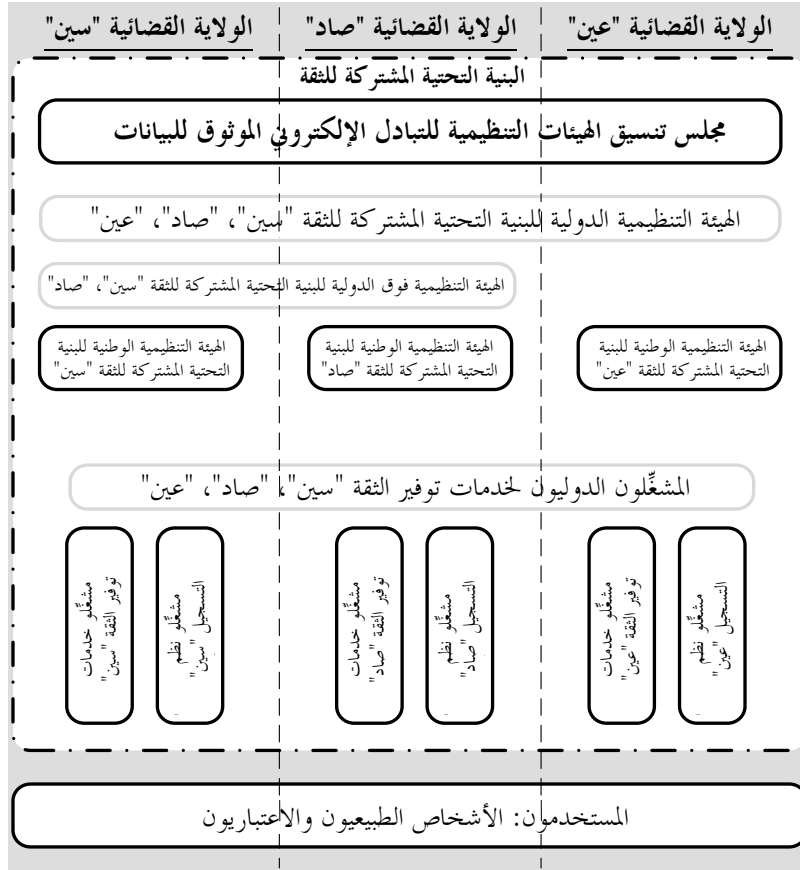 الولاية القضائية "عين"
الولاية القضائية "صاد"
الولاية القضائية "سين"
البنية التحتية المشتركة للثقة
مجلس تنسيق الهيئات التنظيمية للتبادل الإلكتروني الموثوق للبيانات
الهيئة التنظيمية الدولية للبنية التحتية المشتركة للثقة "سين"، "صاد"، "عين"
الهيئة التنظيمية فوق الدولية للبنية التحتية المشتركة للثقة "سين"، "صاد"
الهيئة التنظيمية الوطنية للبنية
التحتية المشتركة للثقة "عين"
الهيئة التنظيمية الوطنية للبنية
التحتية المشتركة للثقة "صاد"
الهيئة التنظيمية الوطنية للبنية
التحتية المشتركة للثقة "سين"
المشغِّلون الدوليون لخدمات توفير الثقة "سين"، "صاد"، "عين"
مشغِّلو نظم
التسجيل "عين"
مشغِّلو خدمات
توفير الثقة "عين"
مشغِّلو نظم
التسجيل "صاد"
مشغِّلو خدمات
توفير الثقة "صاد"
مشغِّلو نظم
التسجيل "سين"
مشغِّلو خدمات
توفير الثقة "سين"
المستخدمون: الأشخاص الطبيعيون والاعتباريون